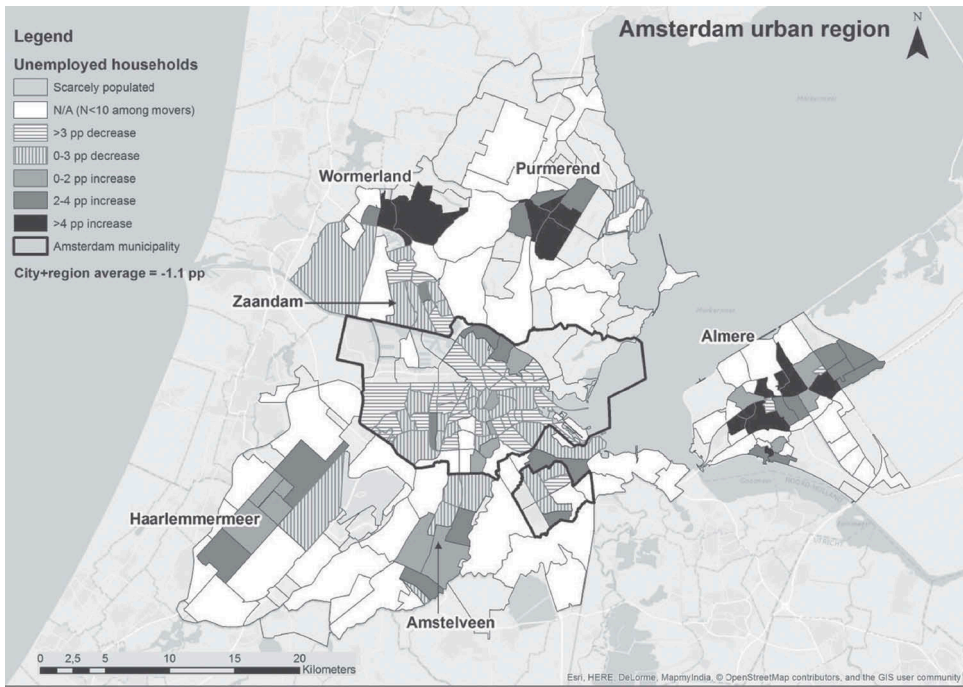 Amsterdam urban region
N
Legend
Unemployed households
Scarcely populated
N/A (N<10 among movers)
>3 pp decrease
0-3 pp decrease
0-2 pp increase
2-4 pp increase
>4 pp increase
Amsterdam municipality
City+region average = -1.1 pp
Wormerland
Purmerend
Zaandam
Almere
Haarlemmermeer
Amstelveen
0 2,5 5 10 15 20
Kilometers
Esri, HERE, DeLorme, MapmyIndia, © OpenStreetMap contributors, and the GIS user community